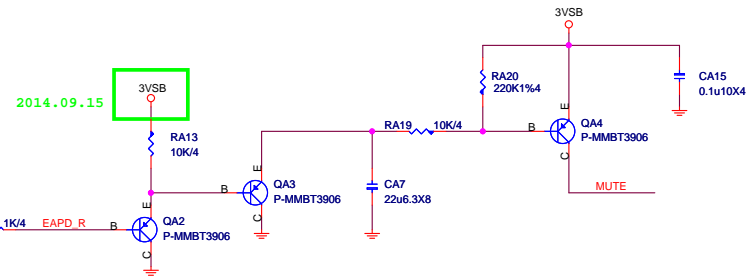 3VSB
3VSB
2014.09.15
RA20
220K1%4
CA15
0.1u10X4
RA13
10K/4
RA19 10K/4
E
B
QA4
P-MMBT3906
C
E
B
QA3
P-MMBT3906
C
CA7
22u6.3X8
MUTE
1K/4 EAPD_R
E
B
QA2
P-MMBT3906
C